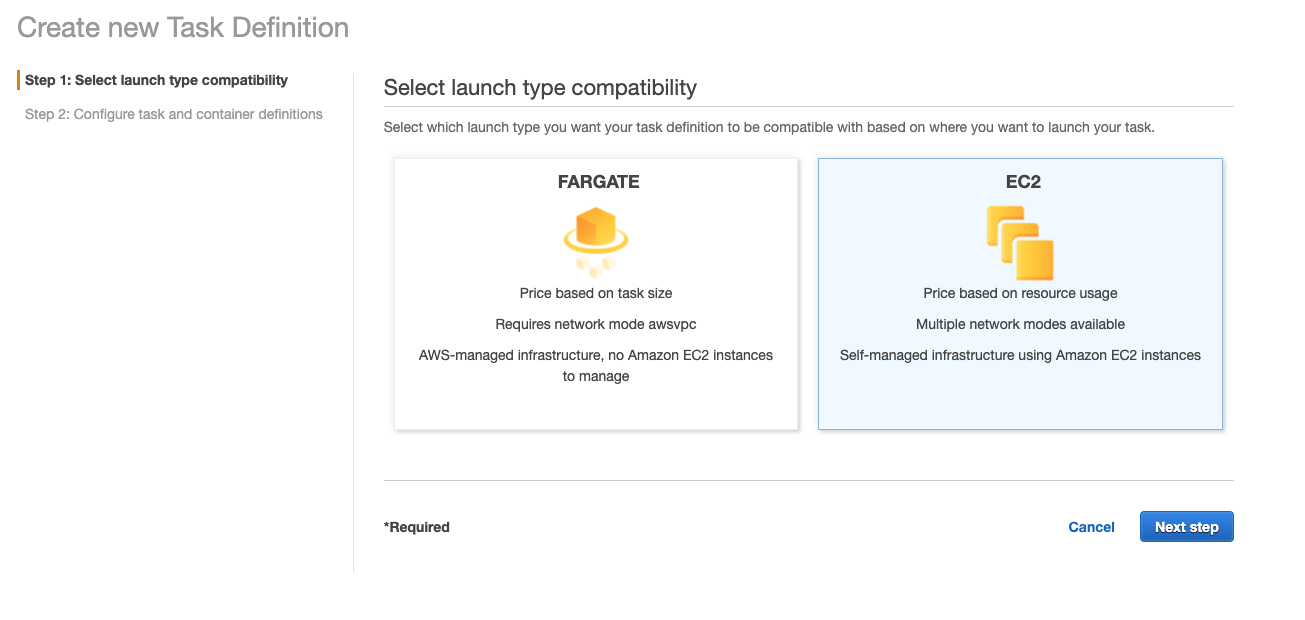 Create new Task Definition
Step 1: Select launch type compatibility
Step 2: Configure task and container definitions
Select launch type compatibility
Select which launch type you want your task definition to be compatible with based on where you want to launch your task.
FARGATE
Price based on task size
Requires network mode awsvpc
AWS-managed infrastructure, no Amazon EC2 instances
to manage
EC2
Price based on resource usage
Multiple network modes available
Self-managed infrastructure using Amazon EC2 instances
*Required
Cancel
Next step